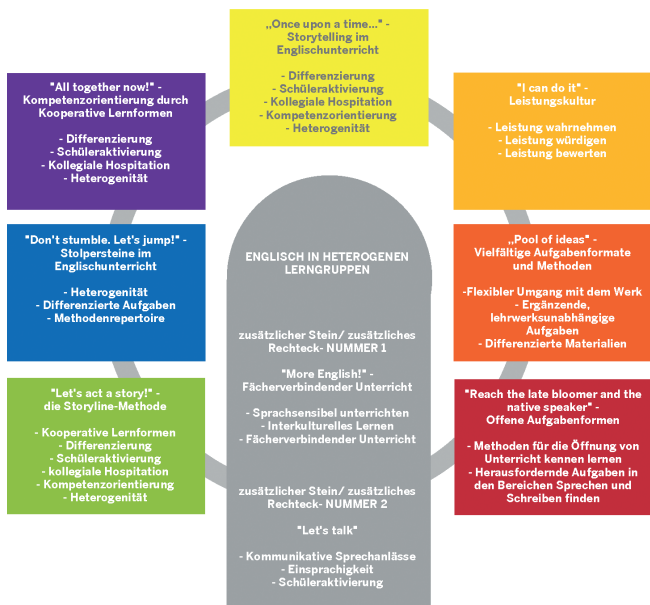 „Once upon a time..." -
Storytelling im
Englischunterricht
- Differenzierung
- Schüleraktivierung
- Kollegiale Hospitation
- Kompetenzorientierung
- Heterogenität
"All together now!" -
Kompetenzorientierung durch
Kooperative Lernformen
- Differenzierung
- Schüleraktivierung
- Kollegiale Hospitation
- Heterogenität
"I can do it" -
Leistungskultur
- Leistung wahrnehmen
- Leistung würdigen
- Leistung bewerten
"Don't stumble. Let's jump!" -
Stolpersteine im
Englischunterricht
- Heterogenität
- Differenzierte Aufgaben
- Methodenrepertoire
ENGLISCH IN HETEROGENEN
LERNGRUPPEN
zusätzlicher Stein/ zusätzliches
Rechteck- NUMMER 1
"More English!" -
Fächerverbindender Unterricht
- Sprachsensibel unterrichten
- Interkulturelles Lernen
- Fächerverbindender Unterricht
zusätzlicher Stein/ zusätzliches
Rechteck- NUMMER 2
"Let's talk"
- Kommunikative Sprechanlässe
- Einsprachigkeit
- Schüleraktivierung
„Pool of ideas" -
Vielfältige Aufgabenformate
und Methoden
-Flexibler Umgang mit dem Werk
- Ergänzende,
lehrwerksunabhängige
Aufgaben
- Differenzierte Materialien
"Let's act a story!" -
die Storyline-Methode
- Kooperative Lernformen
- Differenzierung
- Schüleraktivierung
- kollegiale Hospitation
- Kompetenzorientierung
- Heterogenität
"Reach the late bloomer and the
native speaker" -
Offene Aufgabenformen
- Methoden für die Öffnung von
Unterricht kennen lernen
- Herausfordernde Aufgaben in
den Bereichen Sprechen und
Schreiben finden